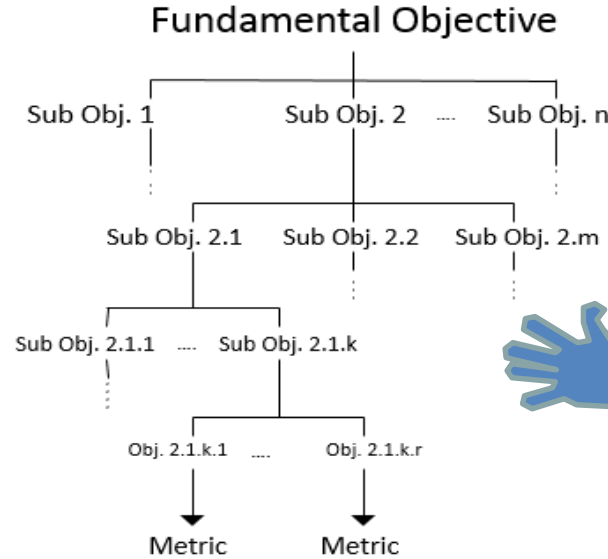 Fundamental Objective
Sub Obj. 1 Sub Obj. 2 .... Sub Obj. n
Sub Obj. 2.1 Sub Obj. 2.2 Sub Obj. 2.m
Sub Obj. 2.1.1 .... Sub Obj. 2.1.k
Obj. 2.1.k.1 .... Obj. 2.1.k.r
Metric Metric